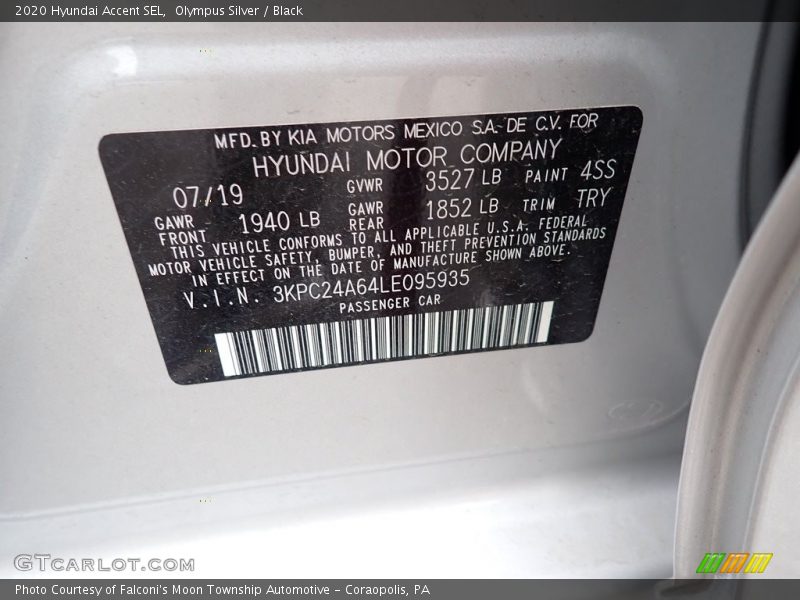 2020 Hyundai Accent SEL, Olympus Silver / Black
MFD. BY KIA MOTORS MEXICO S.A. DE C.V. FOR
HYUNDAI MOTOR COMPANY
07/19 GVWR 3527 LB PAINT 4SS
GAWR FRONT 1940 LB GAWR REAR 1852 LB TRIM TRY
THIS VEHICLE CONFORMS TO ALL APPLICABLE U.S.A. FEDERAL
MOTOR VEHICLE SAFETY, BUMPER, AND THEFT PREVENTION STANDARDS
IN EFFECT ON THE DATE OF MANUFACTURE SHOWN ABOVE.
V.I.N. 3KPC24A64LE095935
PASSENGER CAR
GTcarlot.com
Photo Courtesy of Falconi's Moon Township Automotive - Coraopolis, PA